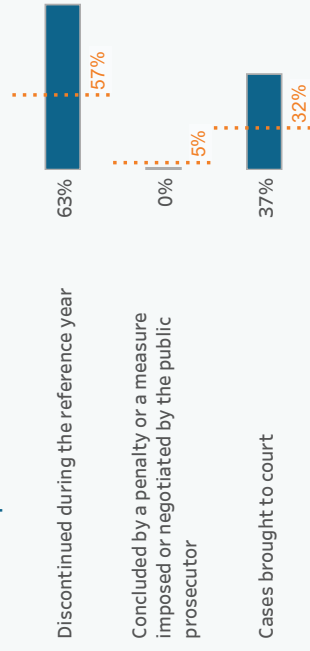 Discontinued during the reference year
63%
57%
Concluded by a penalty or a measure
imposed or negotiated by the public
prosecutor
0%
5%
Cases brought to court
37%
32%